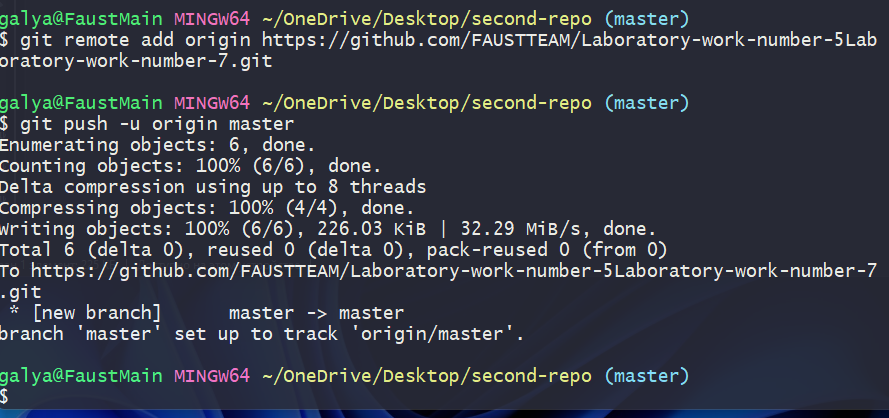 galya@FaustMain MINGW64 ~/OneDrive/Desktop/second-repo (master)
$ git remote add origin https://github.com/FAUSTTEAM/Laboratory-work-number-5Lab
oratory-work-number-7.git
galya@FaustMain MINGW64 ~/OneDrive/Desktop/second-repo (master)
$ git push -u origin master
Enumerating objects: 6, done.
Counting objects: 100% (6/6), done.
Delta compression using up to 8 threads
Compressing objects: 100% (4/4), done.
Writing objects: 100% (6/6), 226.03 KiB | 32.29 MiB/s, done.
Total 6 (delta 0), reused 0 (delta 0), pack-reused 0 (from 0)
To https://github.com/FAUSTTEAM/Laboratory-work-number-5Laboratory-work-number-7
.git
 * [new branch]      master -> master
branch 'master' set up to track 'origin/master'.
galya@FaustMain MINGW64 ~/OneDrive/Desktop/second-repo (master)
$